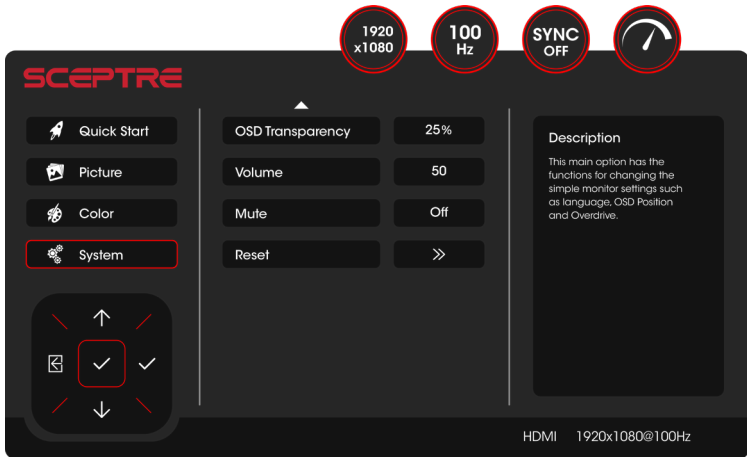 1920
x1080
100
Hz
SYNC
OFF
SCEPTRE
Quick Start
Picture
Color
System
OSD Transparency 25%
Volume 50
Mute Off
Reset
Description
This main option has the
functions for changing the
simple monitor settings such
as language, OSD Position
and Overdrive.
HDMI 1920x1080@100Hz